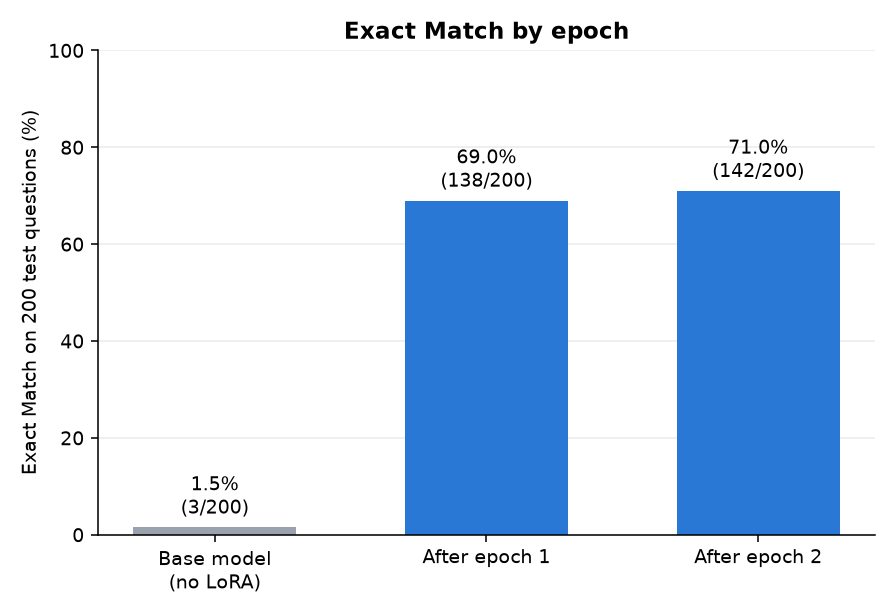 Exact Match by epoch
Exact Match on 200 test questions (%)
100
80
60
40
20
0
1.5%
(3/200)
69.0%
(138/200)
71.0%
(142/200)
Base model
(no LoRA)
After epoch 1
After epoch 2